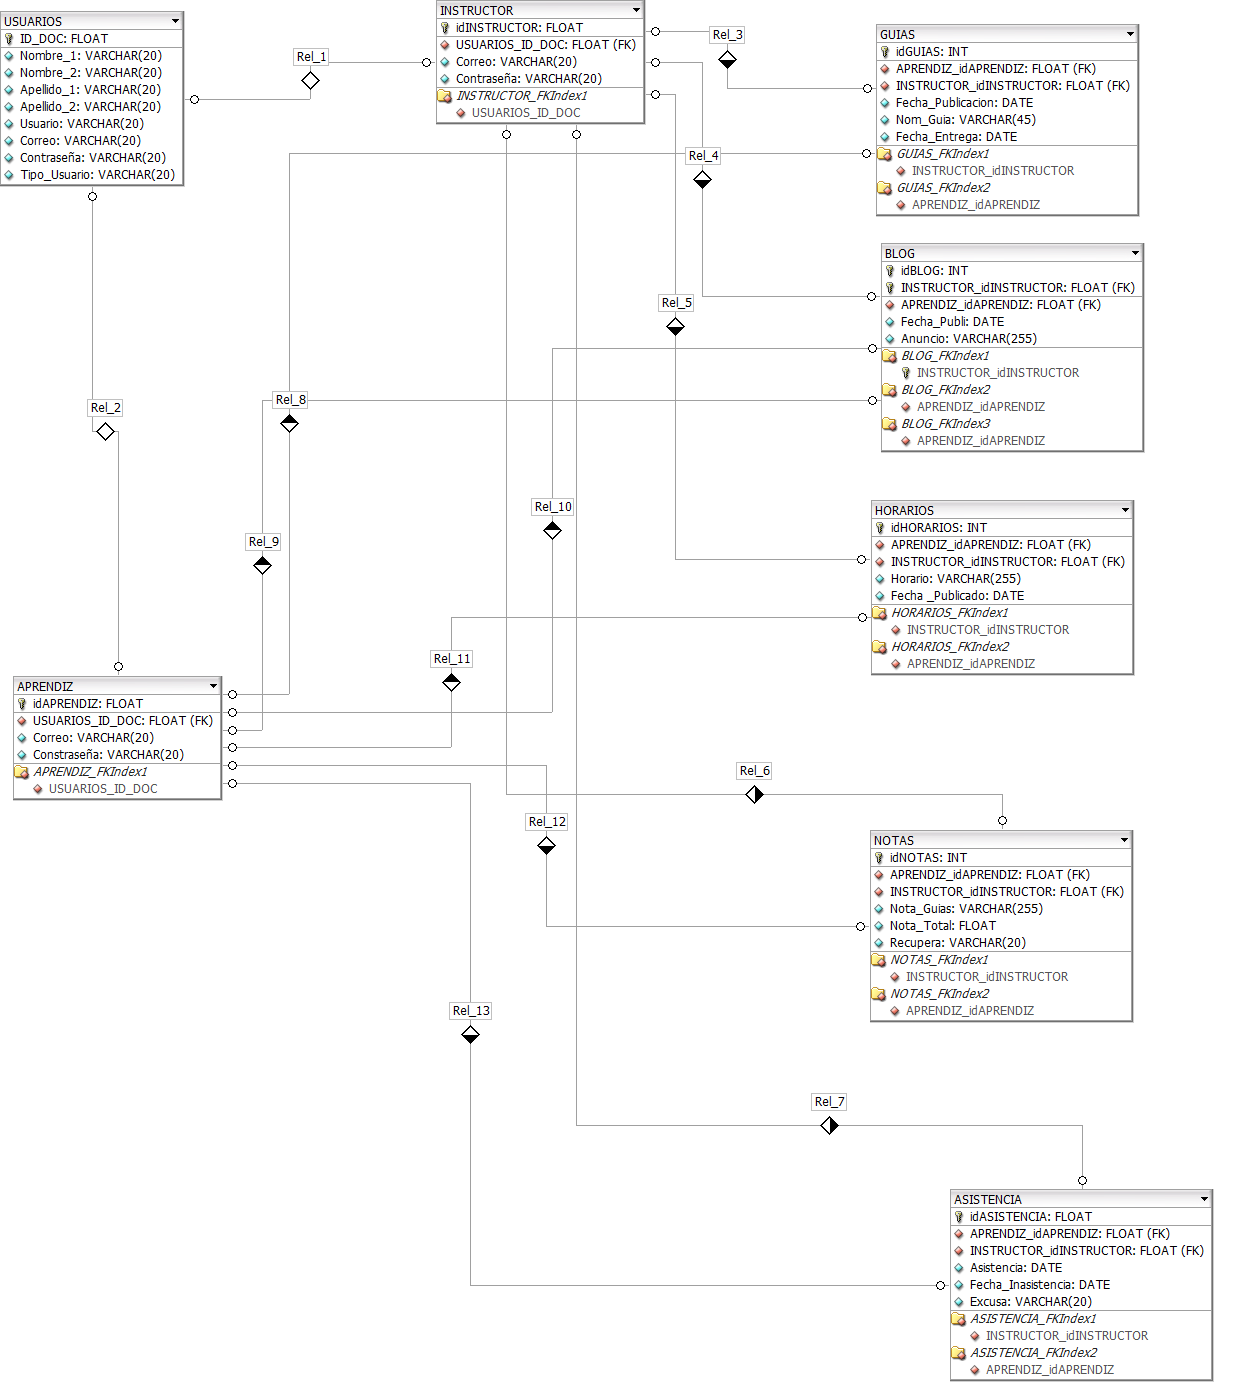 USUARIOS
ID_DOC: FLOAT
Nombre_1: VARCHAR(20)
Nombre_2: VARCHAR(20)
Apellido_1: VARCHAR(20)
Apellido_2: VARCHAR(20)
Usuario: VARCHAR(20)
Correo: VARCHAR(20)
Contraseña: VARCHAR(20)
Tipo_Usuario: VARCHAR(20)
Rel_1
INSTRUCTOR
idINSTRUCTOR: FLOAT
USUARIOS_ID_DOC: FLOAT (FK)
Correo: VARCHAR(20)
Contraseña: VARCHAR(20)
INSTRUCTOR_FKIndex1
USUARIOS_ID_DOC
Rel_3
GUIAS
idGUIAS: INT
APRENDIZ_idAPRENDIZ: FLOAT (FK)
INSTRUCTOR_idINSTRUCTOR: FLOAT (FK)
Fecha_Publicacion: DATE
Nom_Guia: VARCHAR(45)
Fecha_Entrega: DATE
GUIAS_FKIndex1
INSTRUCTOR_idINSTRUCTOR
GUIAS_FKIndex2
APRENDIZ_idAPRENDIZ
Rel_4
BLOG
idBLOG: INT
INSTRUCTOR_idINSTRUCTOR: FLOAT (FK)
APRENDIZ_idAPRENDIZ: FLOAT (FK)
Fecha_Publi: DATE
Anuncio: VARCHAR(255)
BLOG_FKIndex1
INSTRUCTOR_idINSTRUCTOR
BLOG_FKIndex2
APRENDIZ_idAPRENDIZ
BLOG_FKIndex3
APRENDIZ_idAPRENDIZ
Rel_5
Rel_8
Rel_2
Rel_10
Rel_9
HORARIOS
idHORARIOS: INT
APRENDIZ_idAPRENDIZ: FLOAT (FK)
INSTRUCTOR_idINSTRUCTOR: FLOAT (FK)
Horario: VARCHAR(255)
Fecha _Publicado: DATE
HORARIOS_FKIndex1
INSTRUCTOR_idINSTRUCTOR
HORARIOS_FKIndex2
APRENDIZ_idAPRENDIZ
Rel_11
APRENDIZ
idAPRENDIZ: FLOAT
USUARIOS_ID_DOC: FLOAT (FK)
Correo: VARCHAR(20)
Constraseña: VARCHAR(20)
APRENDIZ_FKIndex1
USUARIOS_ID_DOC
Rel_6
Rel_12
NOTAS
idNOTAS: INT
APRENDIZ_idAPRENDIZ: FLOAT (FK)
INSTRUCTOR_idINSTRUCTOR: FLOAT (FK)
Nota_Guias: VARCHAR(255)
Nota_Total: FLOAT
Recupera: VARCHAR(20)
NOTAS_FKIndex1
INSTRUCTOR_idINSTRUCTOR
NOTAS_FKIndex2
APRENDIZ_idAPRENDIZ
Rel_13
Rel_7
ASISTENCIA
idASISTENCIA: FLOAT
APRENDIZ_idAPRENDIZ: FLOAT (FK)
INSTRUCTOR_idINSTRUCTOR: FLOAT (FK)
Asistencia: DATE
Fecha_Inasistencia: DATE
Excusa: VARCHAR(20)
ASISTENCIA_FKIndex1
INSTRUCTOR_idINSTRUCTOR
ASISTENCIA_FKIndex2
APRENDIZ_idAPRENDIZ